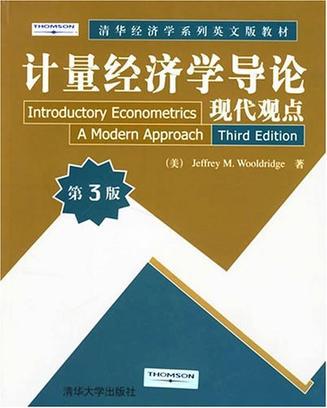 THOMSON
清华经济学系列英文版教材
计量经济学导论
Introductory Econometrics 现代观点
A Modern Approach Third Edition
(美) Jeffrey M. Wooldridge 著
第3版
THOMSON
清华大学出版社